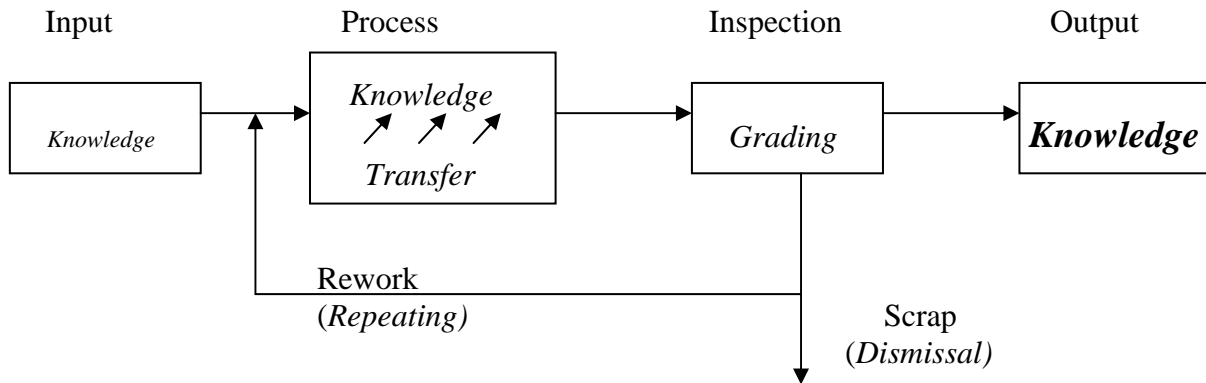 Input
Process
Inspection
Output
Knowledge
Knowledge
Transfer
Grading
Knowledge
Rework
(Repeating)
Scrap
(Dismissal)